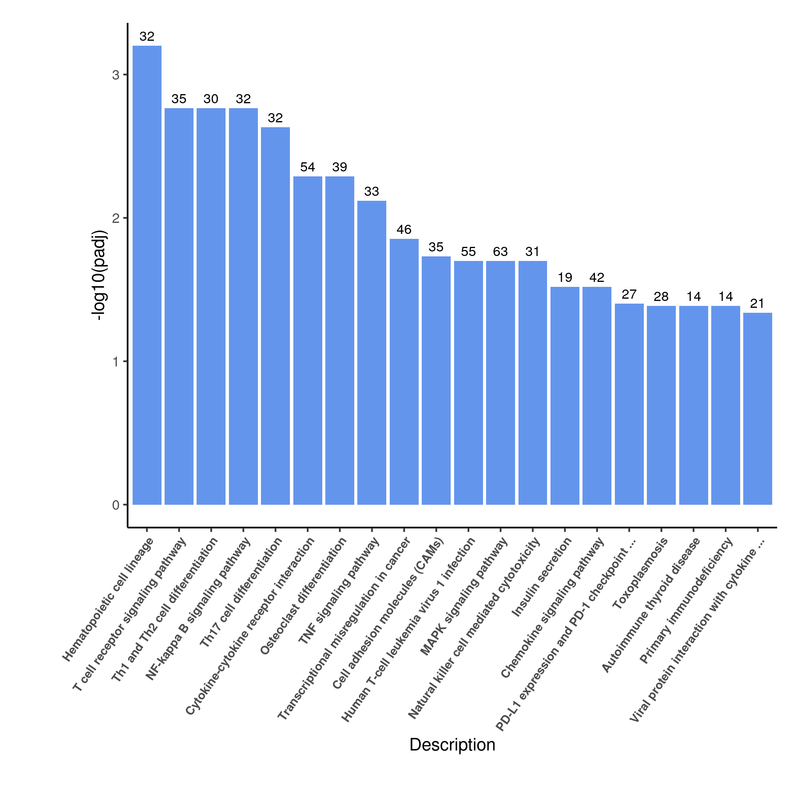 32
35
30
32
32
54
39
33
46
35
55
63
31
19
42
27
28
14
14
21
3
2
1
0
-log10(padj)
Hematopoietic cell lineage
T cell receptor signaling pathway
Th1 and Th2 cell differentiation
NF-kappa B signaling pathway
Th17 cell differentiation
Cytokine-cytokine receptor interaction
Osteoclast differentiation
TNF signaling pathway
Transcriptional misregulation in cancer
Cell adhesion molecules (CAMs)
Human T-cell leukemia virus 1 infection
MAPK signaling pathway
Natural killer cell mediated cytotoxicity
Insulin secretion
Chemokine signaling pathway
PD-L1 expression and PD-1 checkpoint ...
Toxoplasmosis
Autoimmune thyroid disease
Primary immunodeficiency
Viral protein interaction with cytokine ...
Description